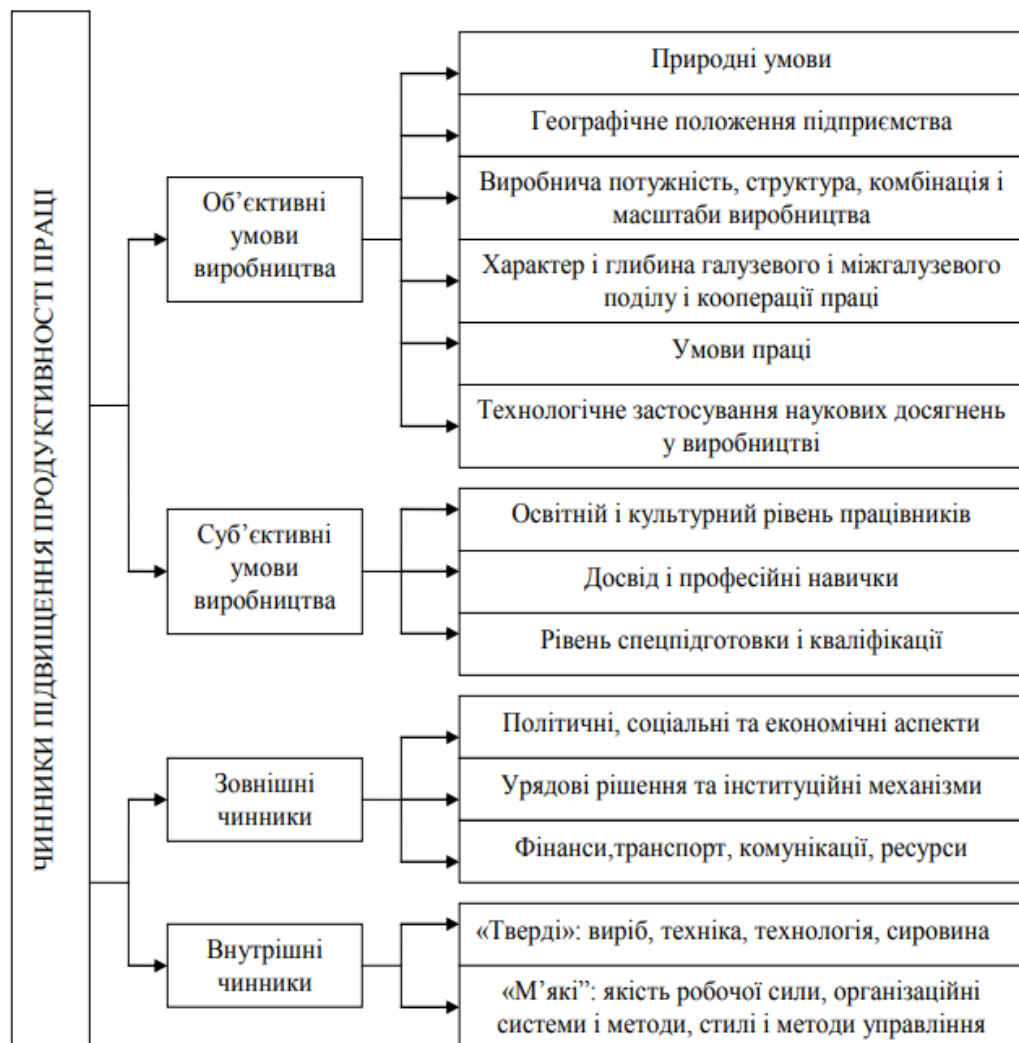 ЧИННИКИ ПІДВИЩЕННЯ ПРОДУКТИВНОСТІ ПРАЦІ
Об’єктивні
умови
виробництва
Природні умови
Географічне положення підприємства
Виробнича потужність, структура, комбінація і
масштаби виробництва
Характер і глибина галузевого і міжгалузевого
поділу і кооперації праці
Умови праці
Технологічне застосування наукових досягнень
у виробництві
Суб’єктивні
умови
виробництва
Освітній і культурний рівень працівників
Досвід і професійні навички
Рівень спецпідготовки і кваліфікації
Зовнішні
чинники
Політичні, соціальні та економічні аспекти
Урядові рішення та інституційні механізми
Фінанси,транспорт, комунікації, ресурси
Внутрішні
чинники
«Тверді»: виріб, техніка, технологія, сировина
«М’які”: якість робочої сили, організаційні
системи і методи, стилі і методи управління